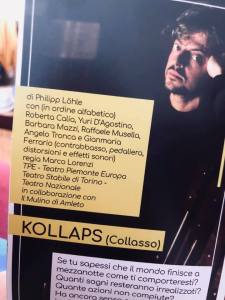 di Philipp Löhle
con (in ordine alfabetico)
Roberta Calia, Yuri D'Agostino,
Barbara Mazzi, Raffaele Musella,
Angelo Tronca e Gianmaria
Ferrario (contrabbasso, pedaliera,
distorsioni e effetti sonori)
regia Marco Lorenzi
TPE - Teatro Piemonte Europa
Teatro Stabile di Torino -
Teatro Nazionale
in collaborazione con
Il Mulino di Amleto
KOLLAPS (Collasso)
Se tu sapessi che il mondo finisce a
mezzanotte come ti comporteresti?
Quanti sogni resteranno irrealizzati?
Quante azioni non compiute?
Ha ancora senso